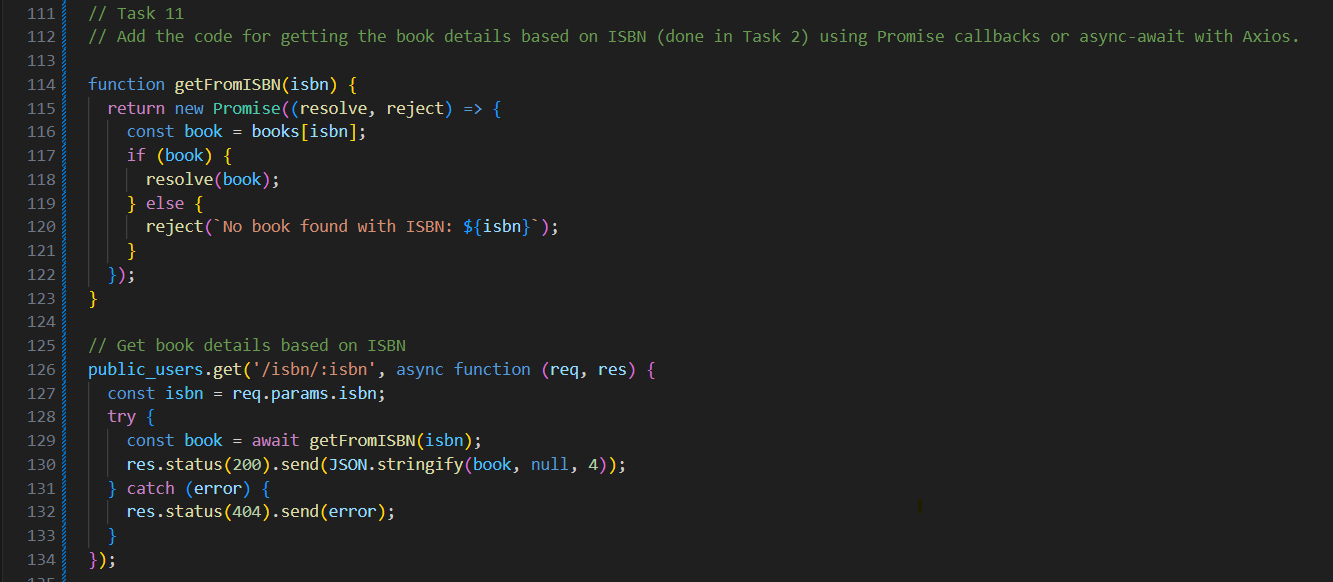 111 // Task 11
112 // Add the code for getting the book details based on ISBN (done in Task 2) using Promise callbacks or async-await with Axios.
113
114 function getFromISBN(isbn) {
115   return new Promise((resolve, reject) => {
116     const book = books[isbn];
117     if (book) {
118       resolve(book);
119     } else {
120       reject(`No book found with ISBN: ${isbn}`);
121     }
122   });
123 }
124
125 // Get book details based on ISBN
126 public_users.get('/isbn/:isbn', async function (req, res) {
127   const isbn = req.params.isbn;
128   try {
129     const book = await getFromISBN(isbn);
130     res.status(200).send(JSON.stringify(book, null, 4));
131   } catch (error) {
132     res.status(404).send(error);
133   }
134 });